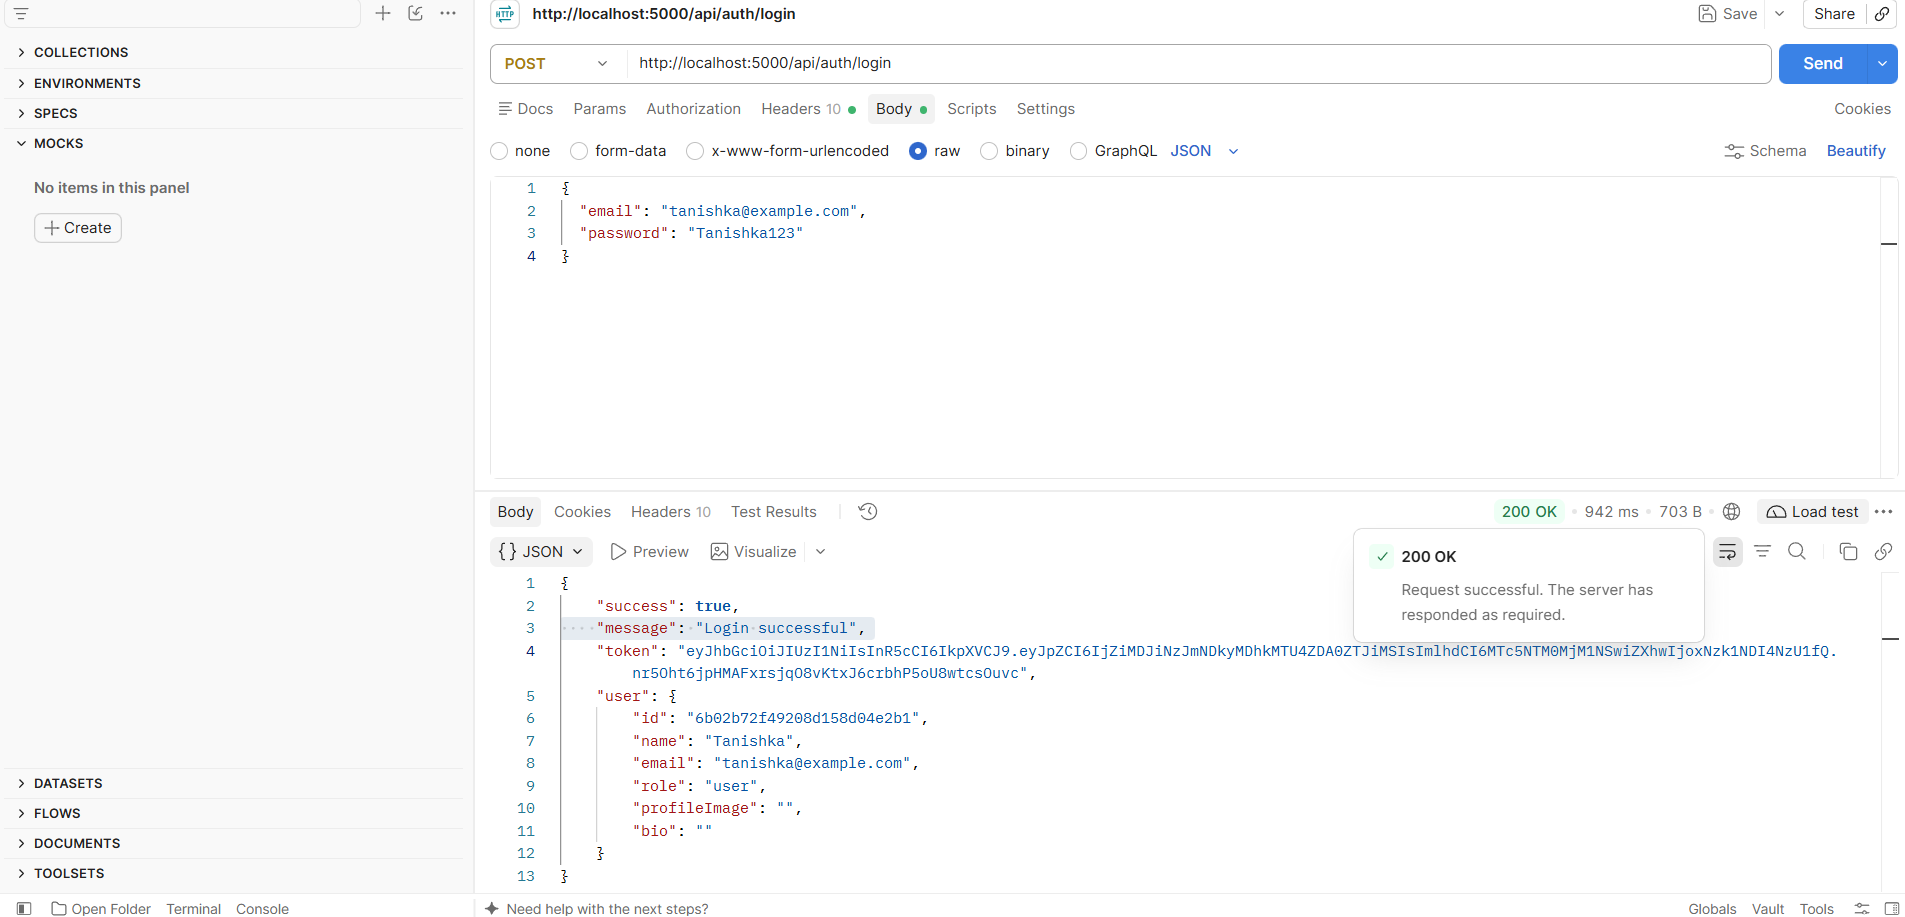 HTTP http://localhost:5000/api/auth/login Save Share
COLLECTIONS
ENVIRONMENTS
SPECS
MOCKS
No items in this panel
Create
DATASETS
FLOWS
DOCUMENTS
TOOLSETS
POST http://localhost:5000/api/auth/login Send
Docs Params Authorization Headers 10 Body Scripts Settings Cookies
none form-data x-www-form-urlencoded raw binary GraphQL JSON Schema Beautify
1 {
2 "email": "tanishka@example.com",
3 "password": "Tanishka123"
4 }
Body Cookies Headers 10 Test Results 200 OK 942 ms 703 B Load test
{} JSON Preview Visualize
200 OK
Request successful. The server has
responded as required.
1 {
2 "success": true,
3 "message": "Login successful",
4 "token": "eyJhbGciOiJIUzI1NiIsInR5cCI6IkpXVCJ9.eyJpZCI6IjZiMDJiNzJmNDkyMDhkMTU4ZDA0ZTJiMSIsImlhdCI6MTc5NTM0MjM1NSwiZXhwIjoxNzk1NDI4NzU1fQ.
nr5Oht6jpHMAFxrsjqO8vKtxJ6crbhP5oU8wtcsOuvc",
5 "user": {
6 "id": "6b02b72f49208d158d04e2b1",
7 "name": "Tanishka",
8 "email": "tanishka@example.com",
9 "role": "user",
10 "profileImage": "",
11 "bio": ""
12 }
13 }
Open Folder Terminal Console Need help with the next steps? Globals Vault Tools